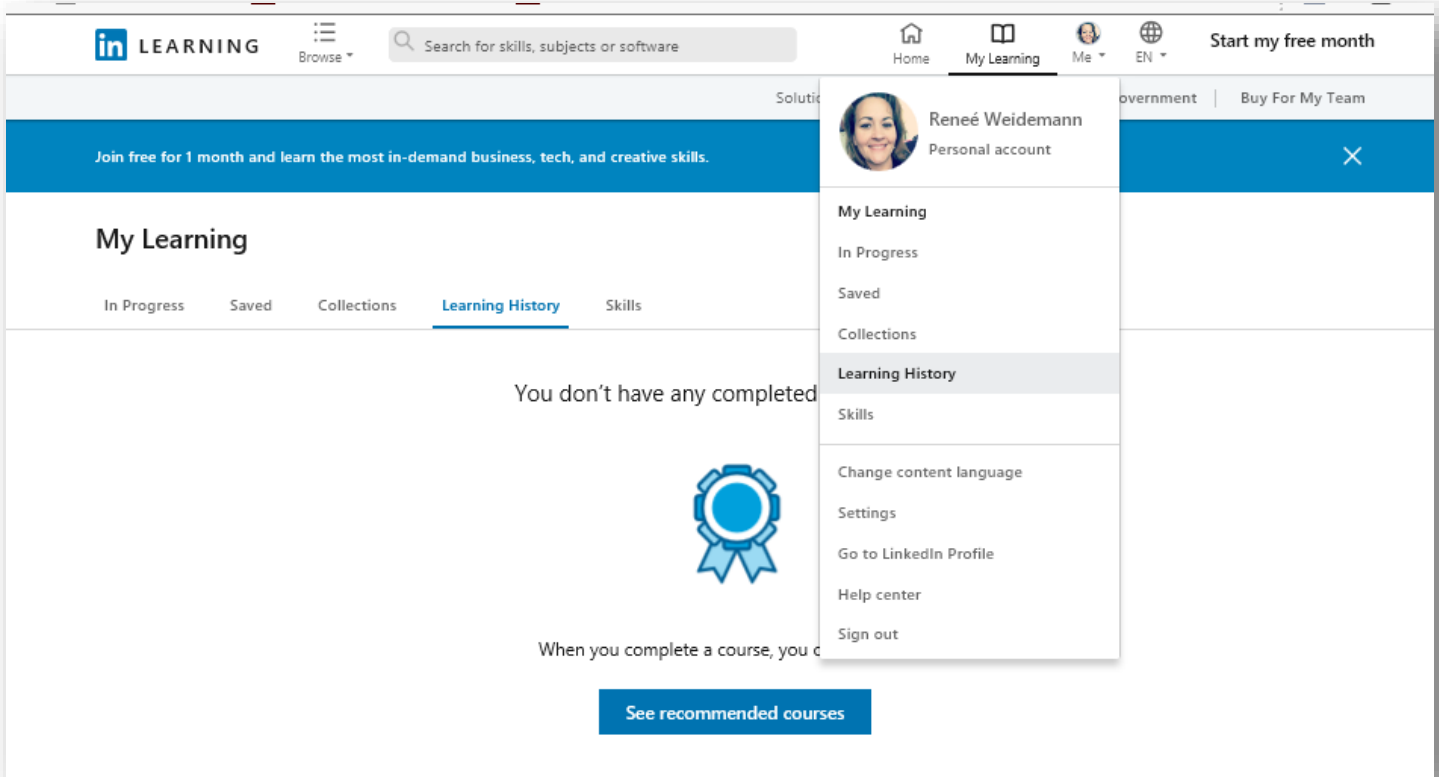 in LEARNING
Browse
Search for skills, subjects or software
Home
My Learning
Me
EN
Start my free month
Buy For My Team
Join free for 1 month and learn the most in-demand business, tech, and creative skills.
Reneé Weidemann
Personal account
My Learning
In Progress
Saved
Collections
Learning History
Skills
Change content language
Settings
Go to LinkedIn Profile
Help center
Sign out
My Learning
In Progress Saved Collections Learning History Skills
You don't have any completed
When you complete a course, you
See recommended courses